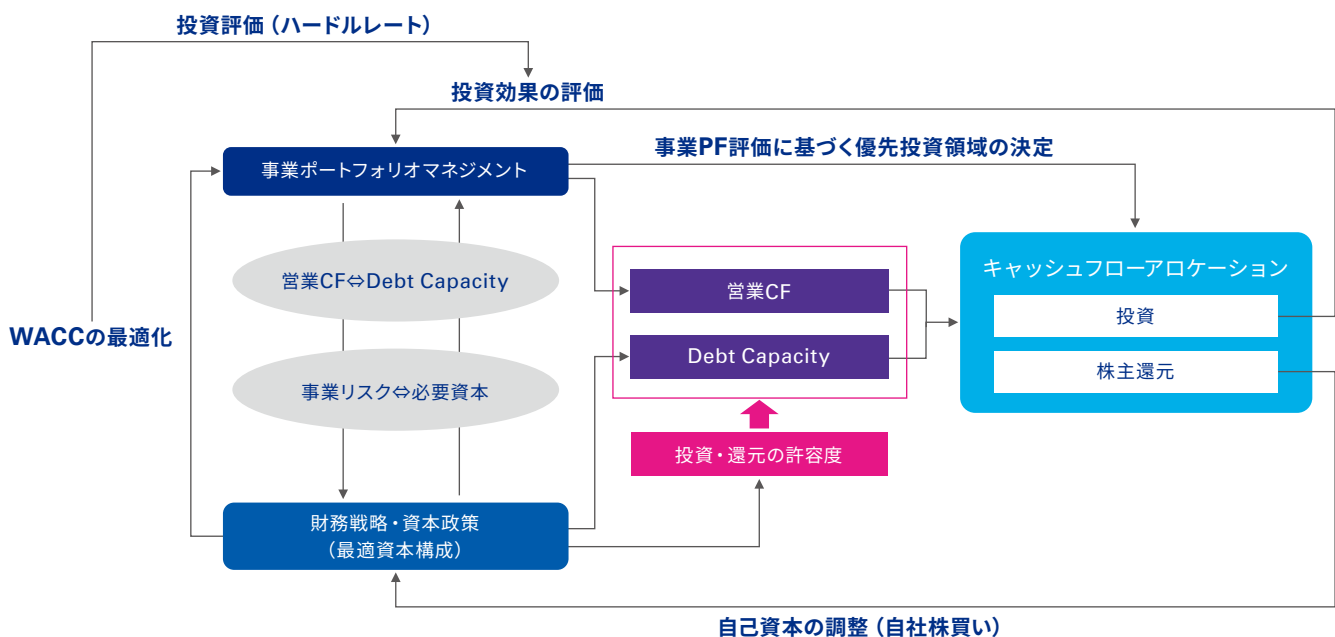 投資評価（ハードルレート）
投資効果の評価
事業PF評価に基づく優先投資領域の決定
事業ポートフォリオマネジメント
営業CF⇔Debt Capacity
営業CF
キャッシュフローアロケーション
投資
WACCの最適化
Debt Capacity
株主還元
事業リスク⇔必要資本
投資・還元の許容度
財務戦略・資本政策
（最適資本構成）
自己資本の調整（自社株買い）